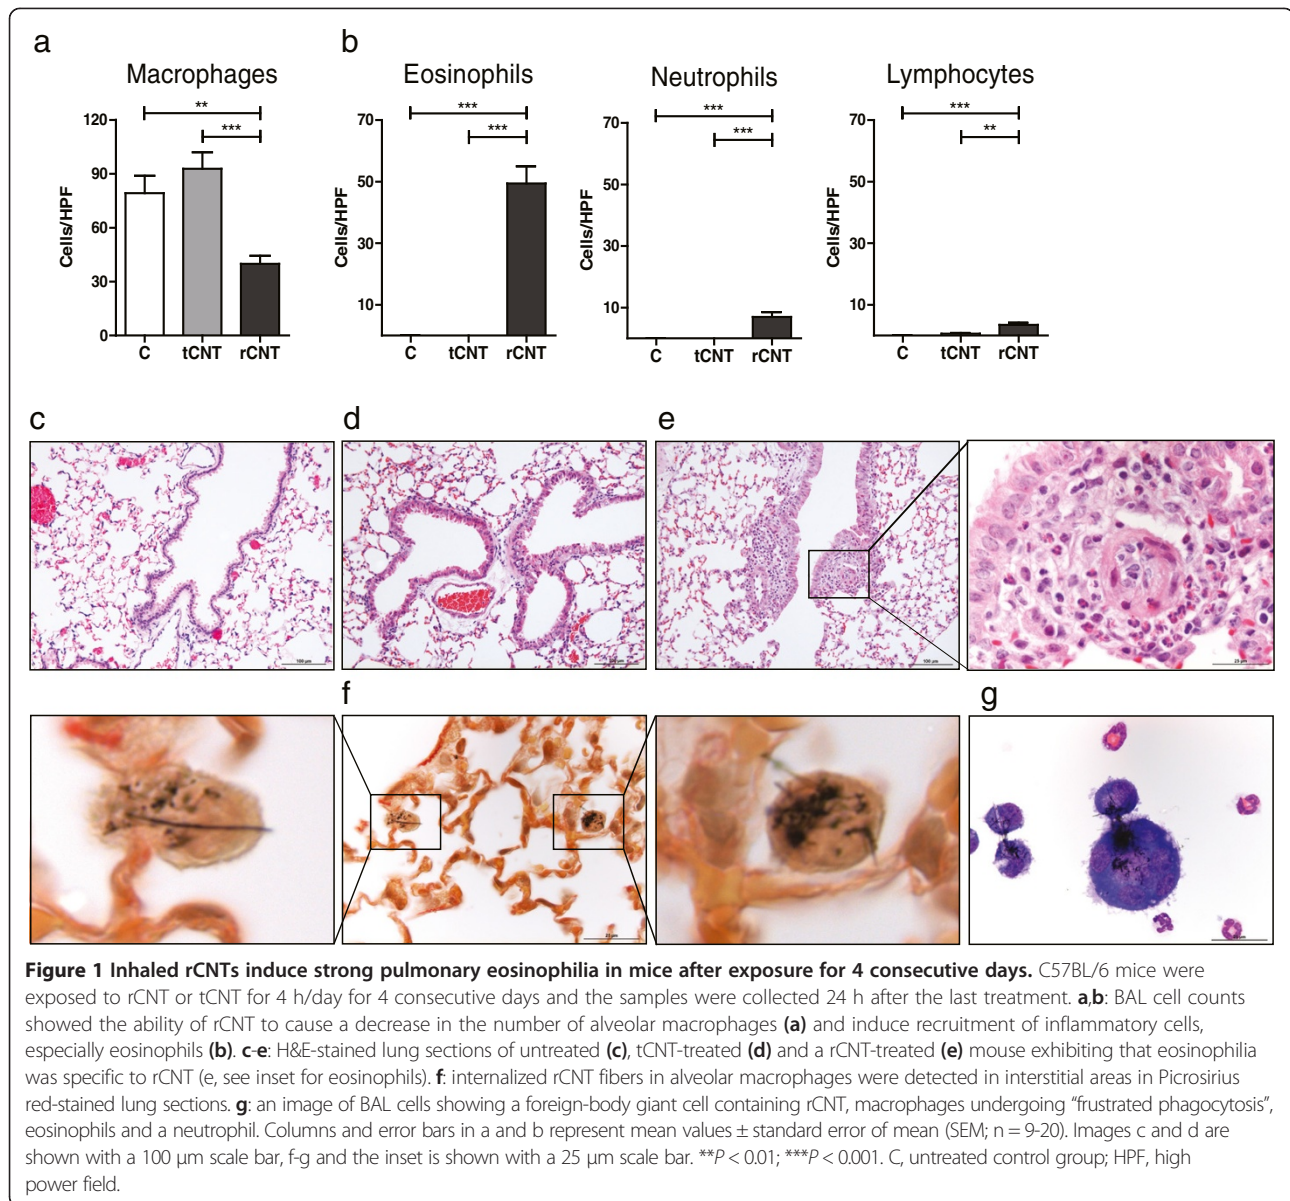 a
b
Macrophages
Eosinophils
Neutrophils
Lymphocytes
**
***
120
90
60
30
0
Cells/HPF
C
tCNT
rCNT
***
***
70
50
30
10
Cells/HPF
C
tCNT
rCNT
***
***
70
50
30
10
Cells/HPF
C
tCNT
rCNT
***
**
70
50
30
10
Cells/HPF
C
tCNT
rCNT
c
d
e
100 µm
100 µm
25 µm
f
g
25 µm
Figure 1 Inhaled rCNTs induce strong pulmonary eosinophilia in mice after exposure for 4 consecutive days. C57BL/6 mice were
exposed to rCNT or tCNT for 4 h/day for 4 consecutive days and the samples were collected 24 h after the last treatment. a,b: BAL cell counts
showed the ability of rCNT to cause a decrease in the number of alveolar macrophages (a) and induce recruitment of inflammatory cells,
especially eosinophils (b). c-e: H&E-stained lung sections of untreated (c), tCNT-treated (d) and a rCNT-treated (e) mouse exhibiting that eosinophilia
was specific to rCNT (e, see inset for eosinophils). f: internalized rCNT fibers in alveolar macrophages were detected in interstitial areas in Picrosirius
red-stained lung sections. g: an image of BAL cells showing a foreign-body giant cell containing rCNT, macrophages undergoing “frustrated phagocytosis”,
eosinophils and a neutrophil. Columns and error bars in a and b represent mean values ± standard error of mean (SEM; n = 9-20). Images c and d are
shown with a 100 µm scale bar, f-g and the inset is shown with a 25 µm scale bar. **P < 0.01; ***P < 0.001. C, untreated control group; HPF, high
power field.